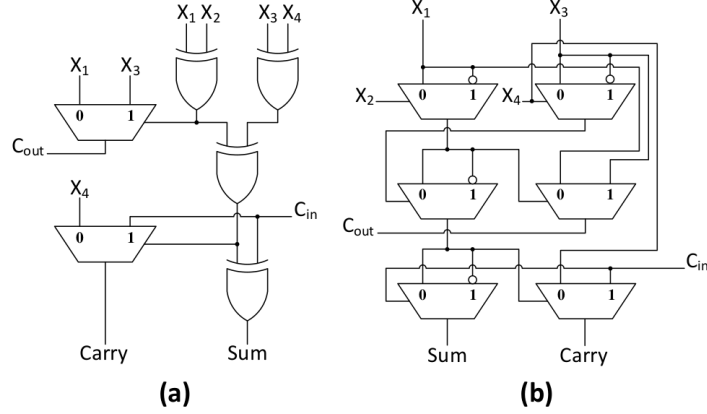 X1 X2 X3 X4
X1 X3
0 1
Cout
X4
Cin
0 1
Carry Sum
(a)
X1 X3
X2 0 1 X4 0 1
0 1 0 1
Cout
Cin
0 1 0 1
Sum Carry
(b)